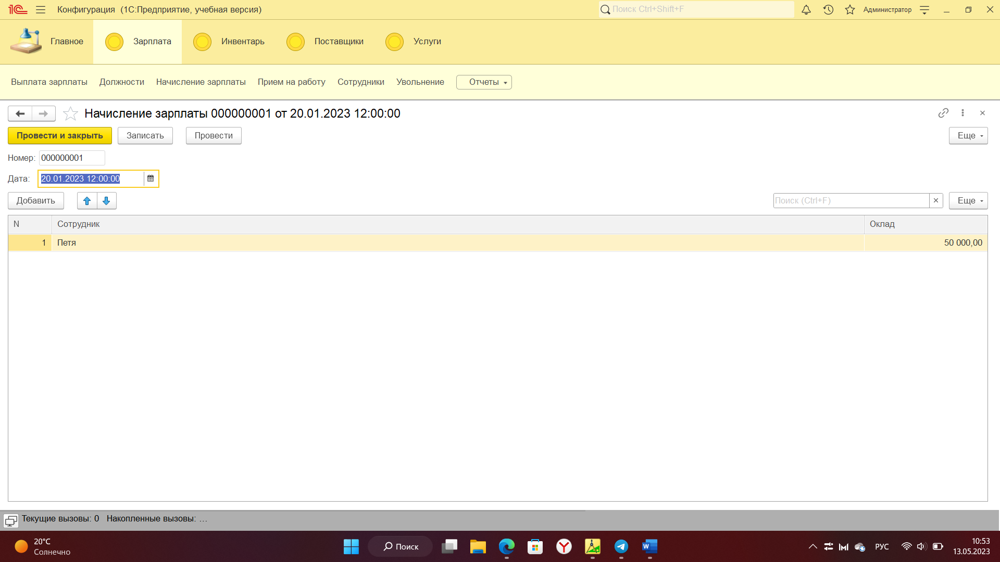 1С Конфигурация (1С:Предприятие, учебная версия) Поиск Ctrl+Shift+F Администратор
Главное Зарплата Инвентарь Поставщики Услуги
Выплата зарплаты Должности Начисление зарплаты Прием на работу Сотрудники Увольнение Отчеты
Начисление зарплаты 000000001 от 20.01.2023 12:00:00
Провести и закрыть Записать Провести Еще
Номер: 000000001
Дата: 20.01.2023 12:00:00
Добавить Поиск (Ctrl+F) × Еще
N Сотрудник Оклад
1 Петя 50 000,00
Текущие вызовы: 0 Накопленные вызовы: …
20°C
Солнечно
Поиск
РУС
10:53
13.05.2023